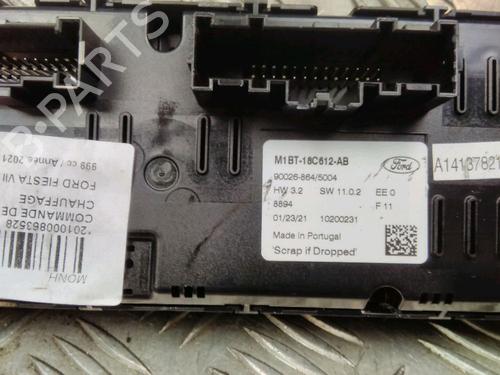 M1BT-18C612-AB
Ford
90026-864/5004
HW 3.2 SW 11.0.2 EE 0
8894 F 11
01/23/21 10200231
Made in Portugal
'Scrap if Dropped'
A14137821
999 cc / Année 2021
FORD FIESTA VII
CHAUFFAGE
COMMANDE DE
*201000863528
MONH
B-PARTS